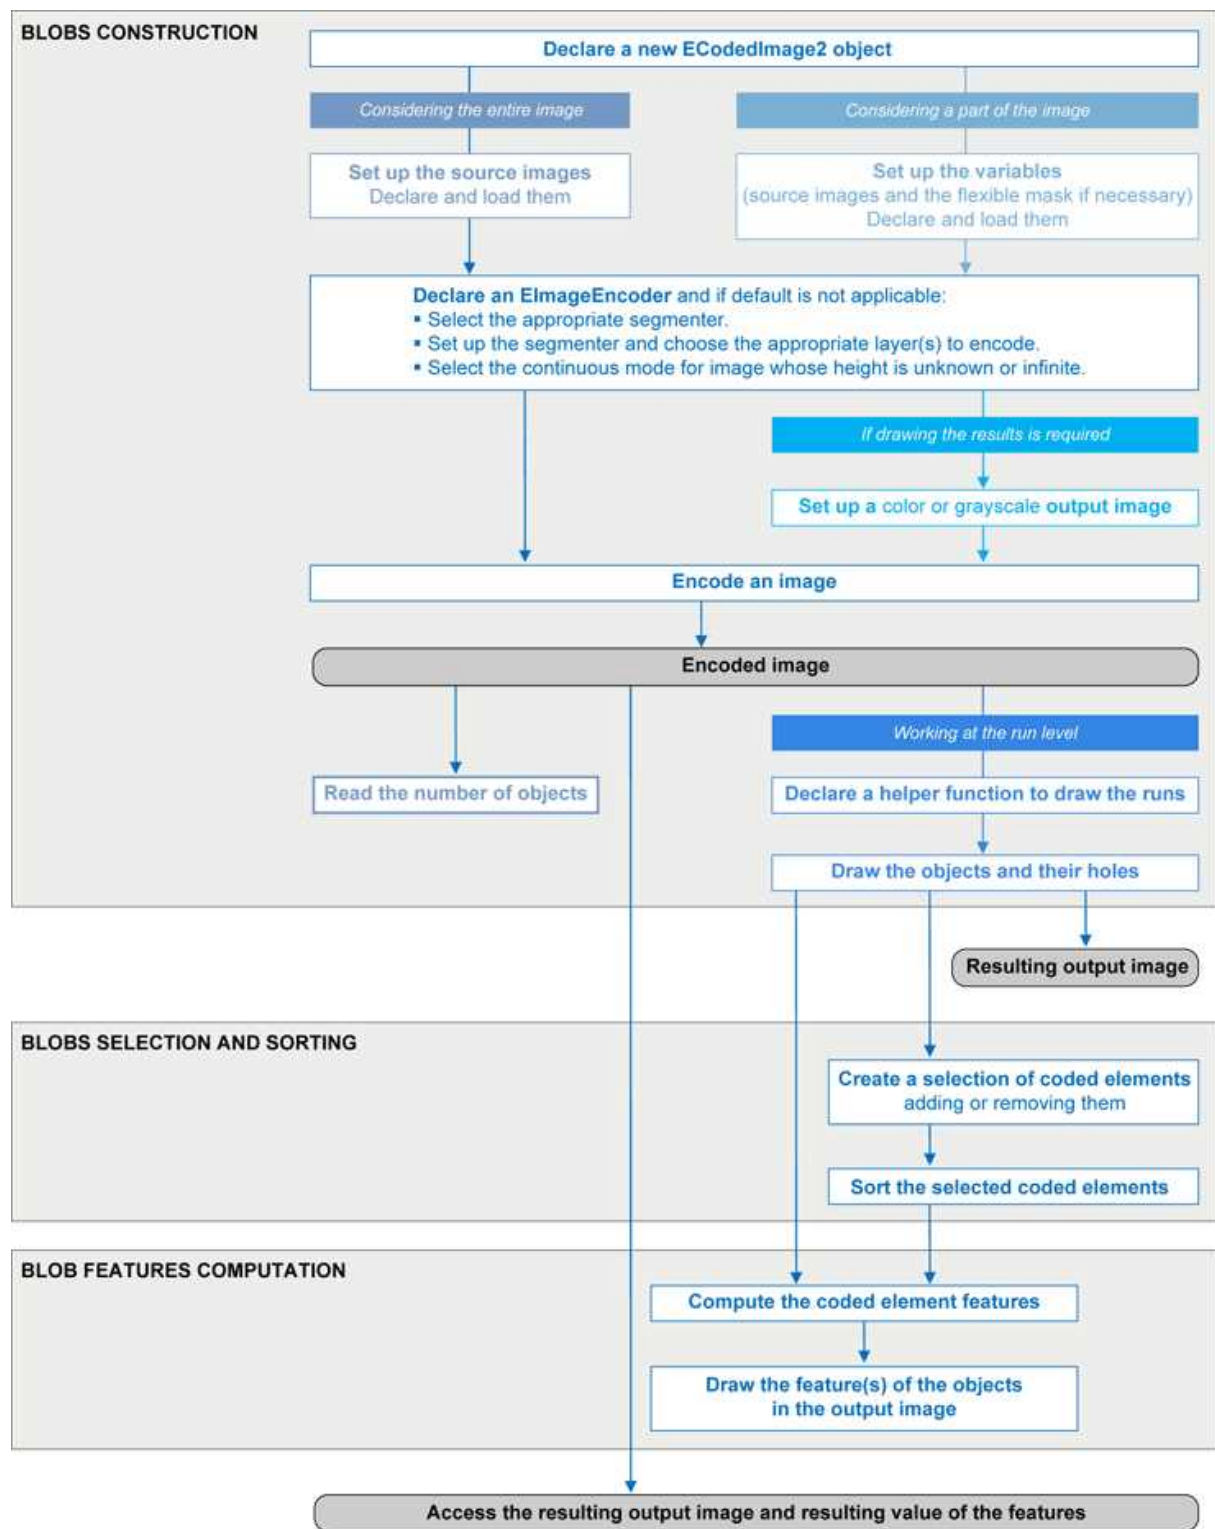 BLOBS CONSTRUCTION
Declare a new ECodedImage2 object
Considering the entire image
Considering a part of the image
Set up the source images
Declare and load them
Set up the variables
(source images and the flexible mask if necessary)
Declare and load them
Declare an EImageEncoder and if default is not applicable:
▪ Select the appropriate segmenter.
▪ Set up the segmenter and choose the appropriate layer(s) to encode.
▪ Select the continuous mode for image whose height is unknown or infinite.
If drawing the results is required
Set up a color or grayscale output image
Encode an image
Encoded image
Working at the run level
Read the number of objects
Declare a helper function to draw the runs
Draw the objects and their holes
Resulting output image
BLOBS SELECTION AND SORTING
Create a selection of coded elements
adding or removing them
Sort the selected coded elements
BLOB FEATURES COMPUTATION
Compute the coded element features
Draw the feature(s) of the objects
in the output image
Access the resulting output image and resulting value of the features